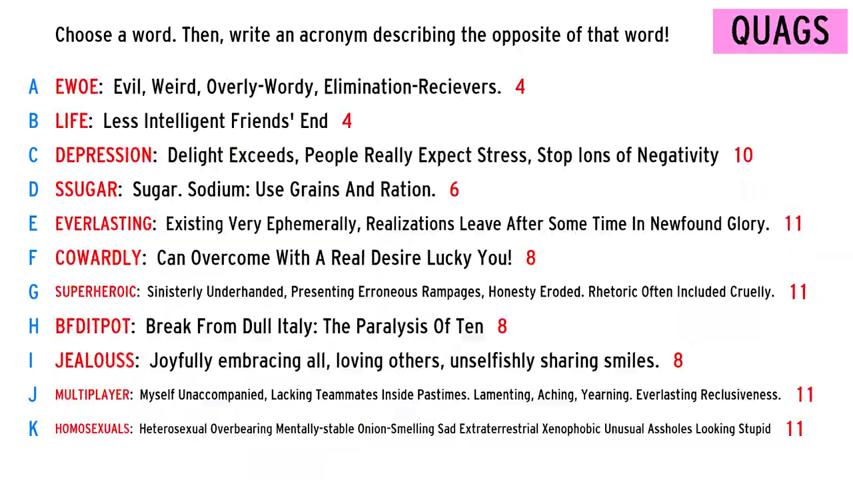 Choose a word. Then, write an acronym describing the opposite of that word!
QUAGS
A EWOE: Evil, Weird, Overly-Wordy, Elimination-Recievers. 4
B LIFE: Less Intelligent Friends' End 4
C DEPRESSION: Delight Exceeds, People Really Expect Stress, Stop Ions of Negativity 10
D SSUGAR: Sugar. Sodium: Use Grains And Ration. 6
E EVERLASTING: Existing Very Ephemerally, Realizations Leave After Some Time In Newfound Glory. 11
F COWARDLY: Can Overcome With A Real Desire Lucky You! 8
G SUPERHEROIC: Sinisterly Underhanded, Presenting Erroneous Rampages, Honesty Eroded. Rhetoric Often Included Cruelly. 11
H BFDITPOT: Break From Dull Italy: The Paralysis Of Ten 8
I JEALOUSS: Joyfully embracing all, loving others, unselfishly sharing smiles. 8
J MULTIPLAYER: Myself Unaccompanied, Lacking Teammates Inside Pastimes. Lamenting, Aching, Yearning. Everlasting Reclusiveness. 11
K HOMOSEXUALS: Heterosexual Overbearing Mentally-stable Onion-Smelling Sad Extraterrestrial Xenophobic Unusual Assholes Looking Stupid 11